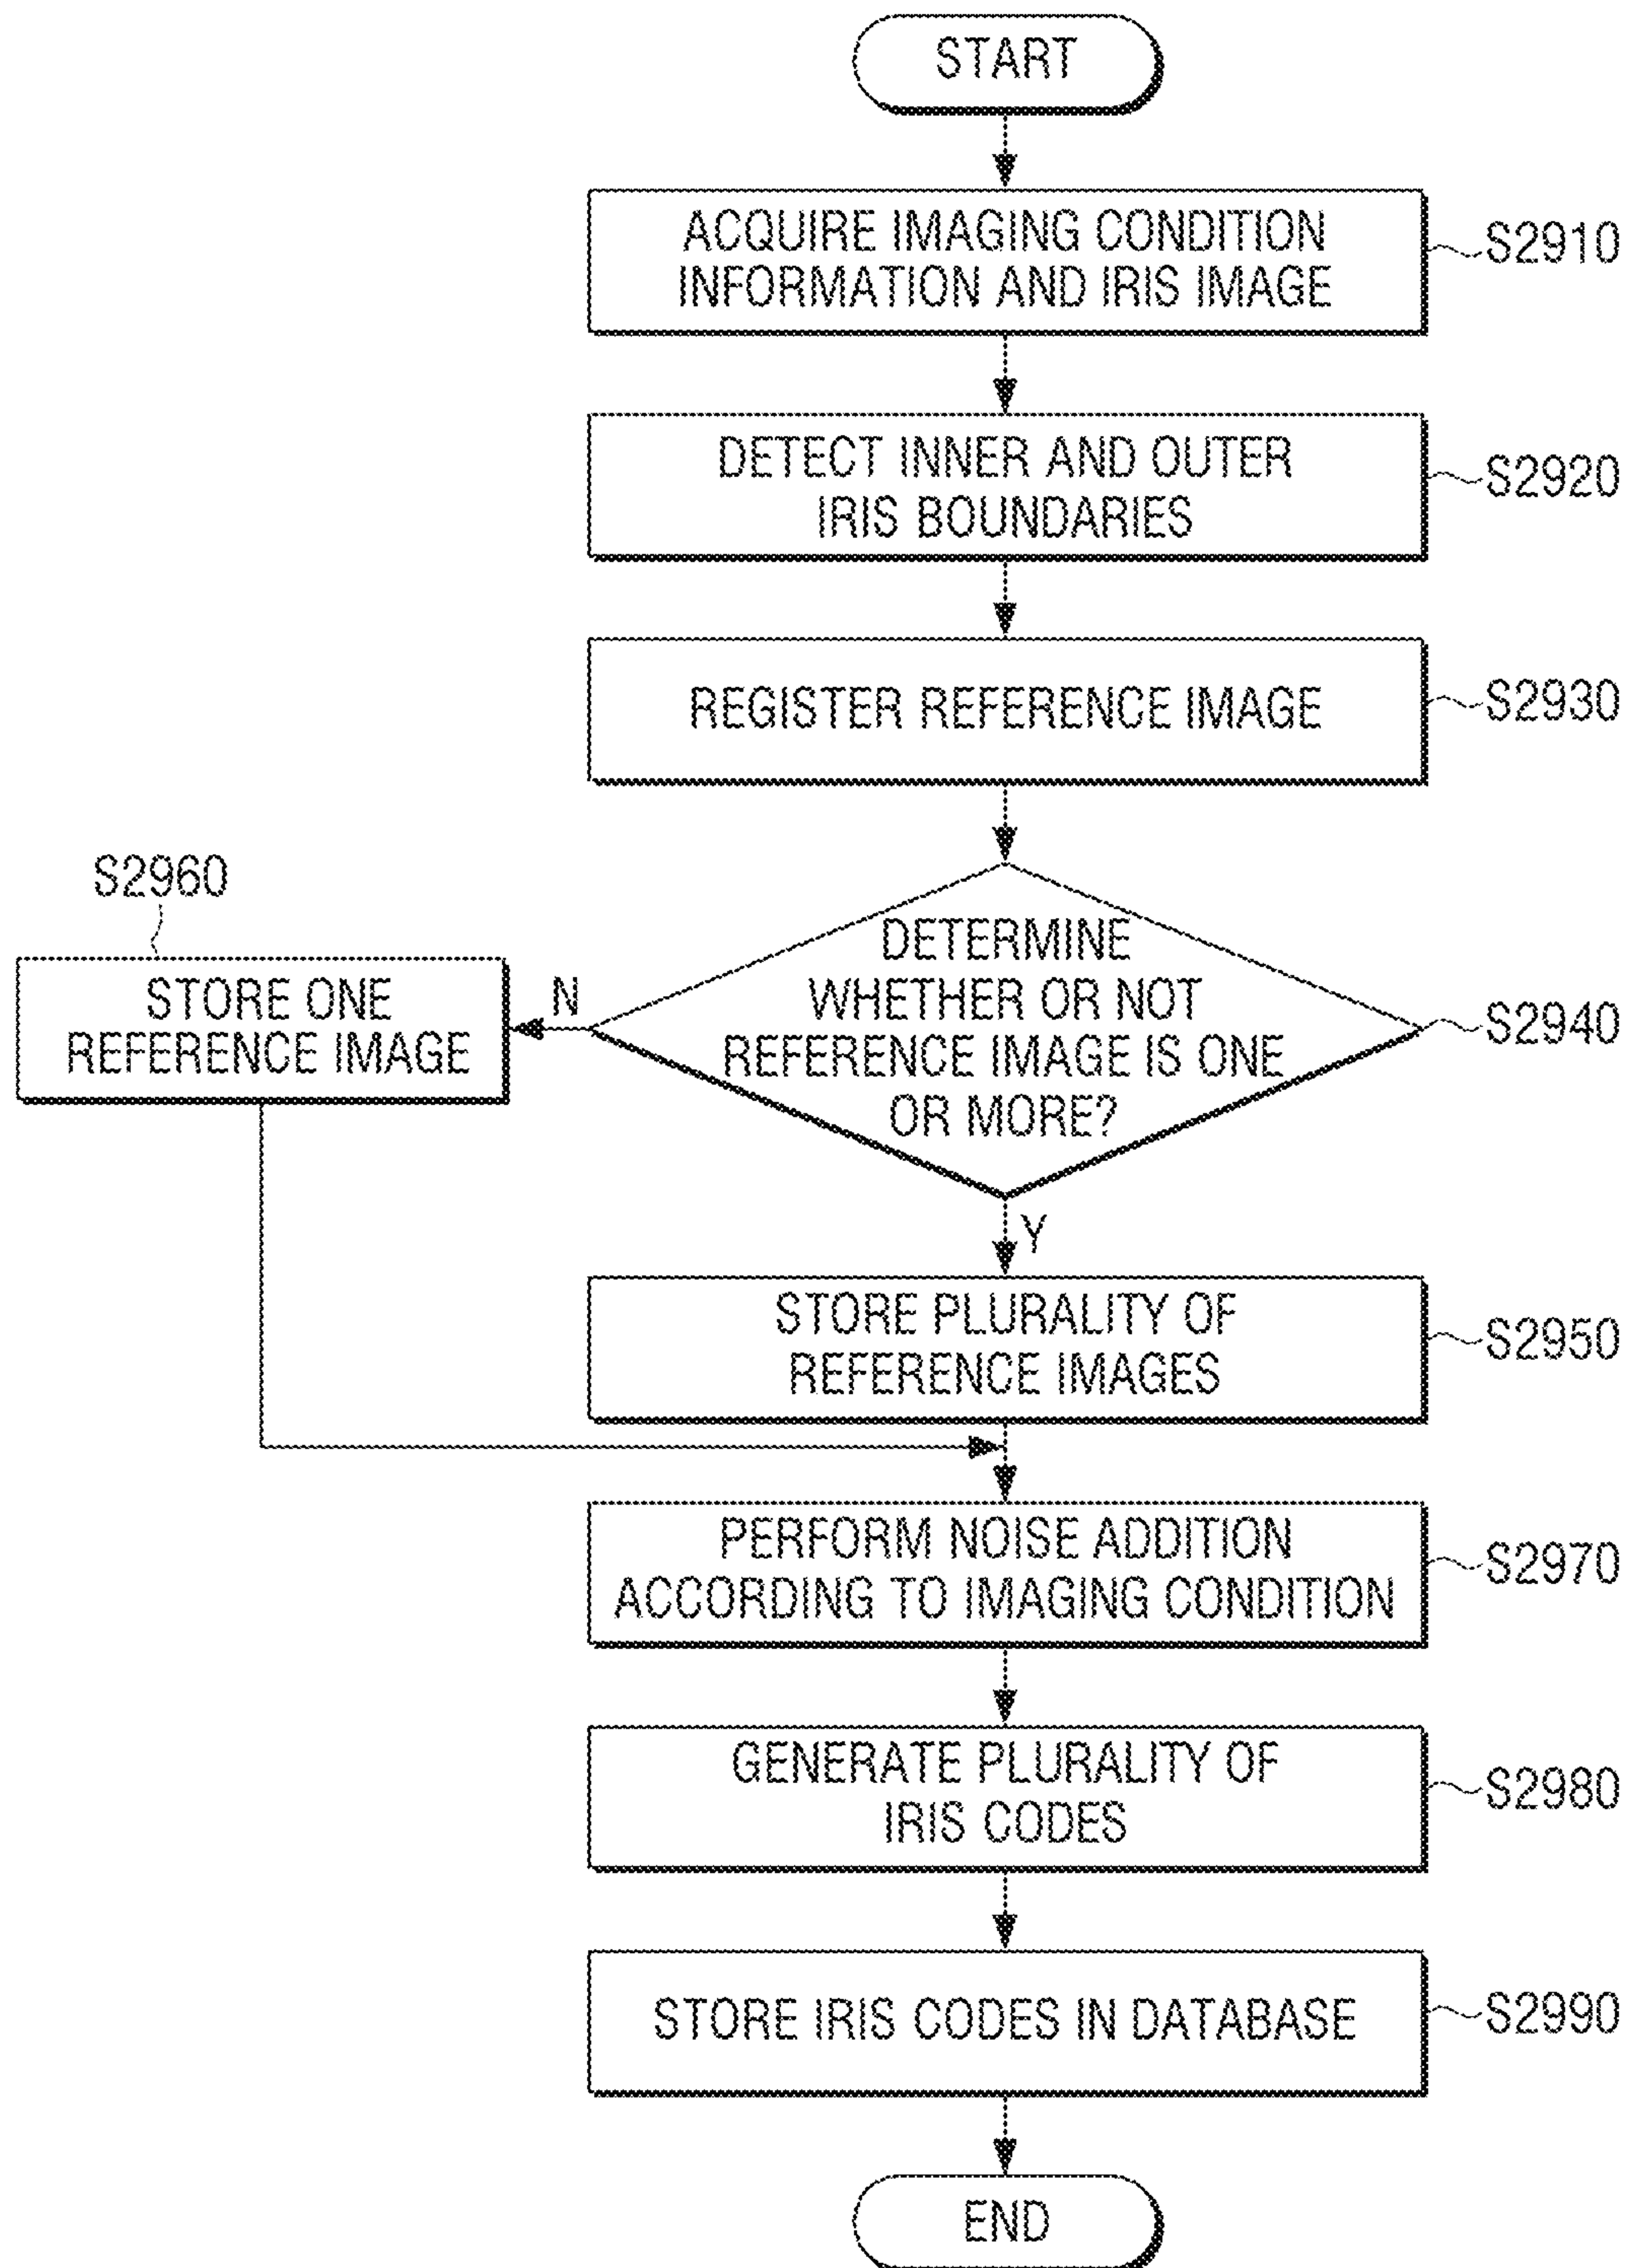 START
ACQUIRE IMAGING CONDITION
INFORMATION AND IRIS IMAGE
S2910
DETECT INNER AND OUTER
IRIS BOUNDARIES
S2920
REGISTER REFERENCE IMAGE
S2930
DETERMINE
WHETHER OR NOT
REFERENCE IMAGE IS ONE
OR MORE?
S2940
N
S2960
STORE ONE
REFERENCE IMAGE
Y
STORE PLURALITY OF
REFERENCE IMAGES
S2950
PERFORM NOISE ADDITION
ACCORDING TO IMAGING CONDITION
S2970
GENERATE PLURALITY OF
IRIS CODES
S2980
STORE IRIS CODES IN DATABASE
S2990
END